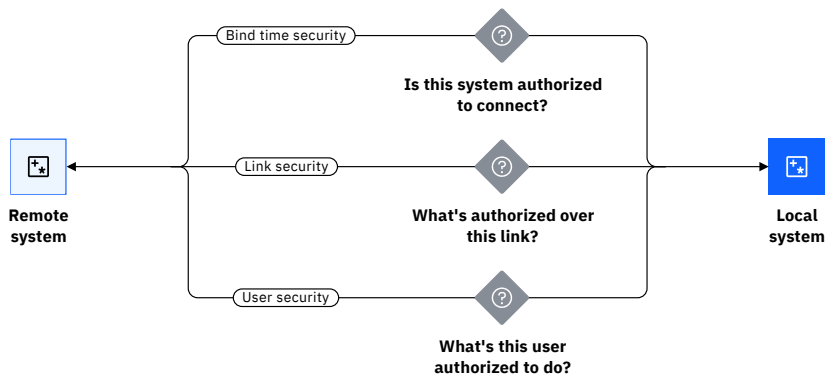 Bind time security
Is this system authorized
to connect?
Link security
Remote
system
What's authorized over
this link?
Local
system
User security
What's this user
authorized to do?